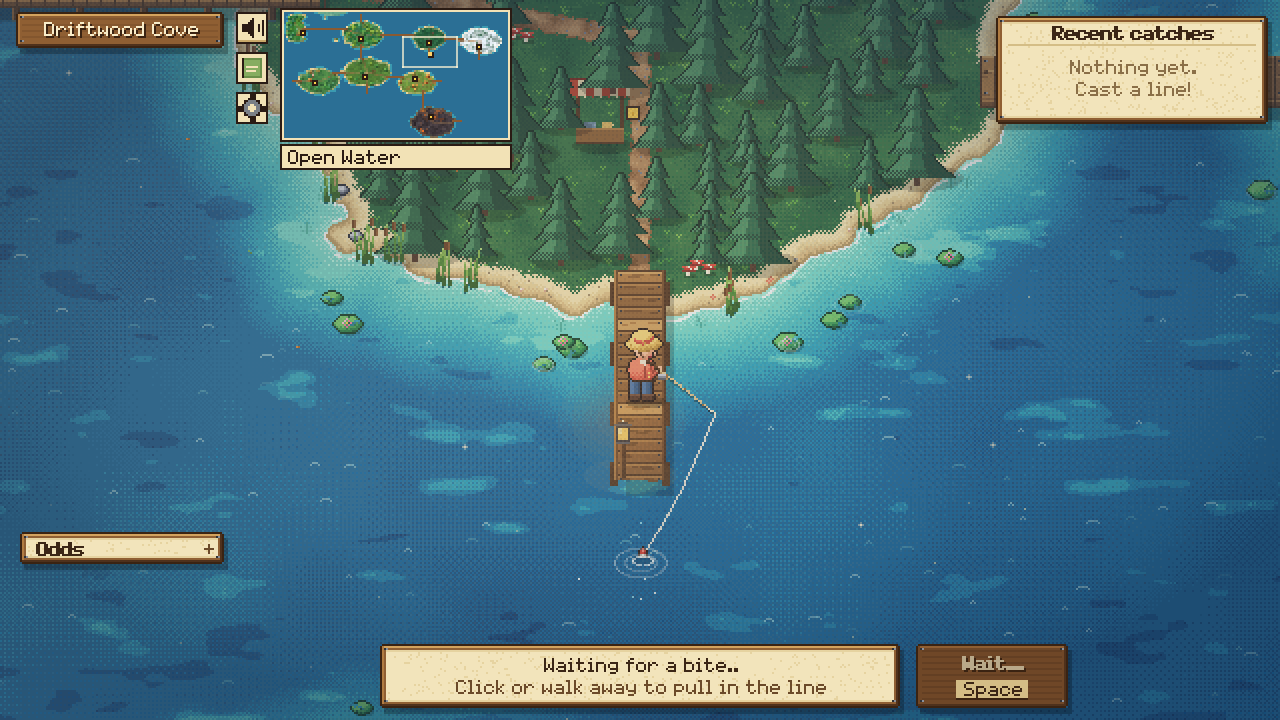 Driftwood Cove
Open Water
Recent catches
Nothing yet.
Cast a line!
Odds +
Waiting for a bite..
Click or walk away to pull in the line
Wait…
Space